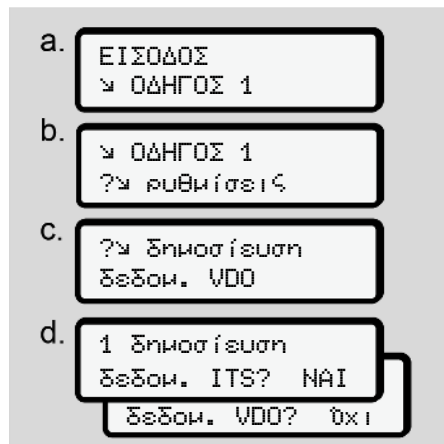 a.
ΕΙΣΟΔΟΣ
↘ ΟΔΗΓΟΣ 1
b.
↘ ΟΔΗΓΟΣ 1
?↘ ρυθμίσεις
c.
?↘ δημοσίευση
δεδομ. VDO
d.
1 δημοσίευση
δεδομ. ITS? ΝΑΙ
δεδομ. VDO? Όχι